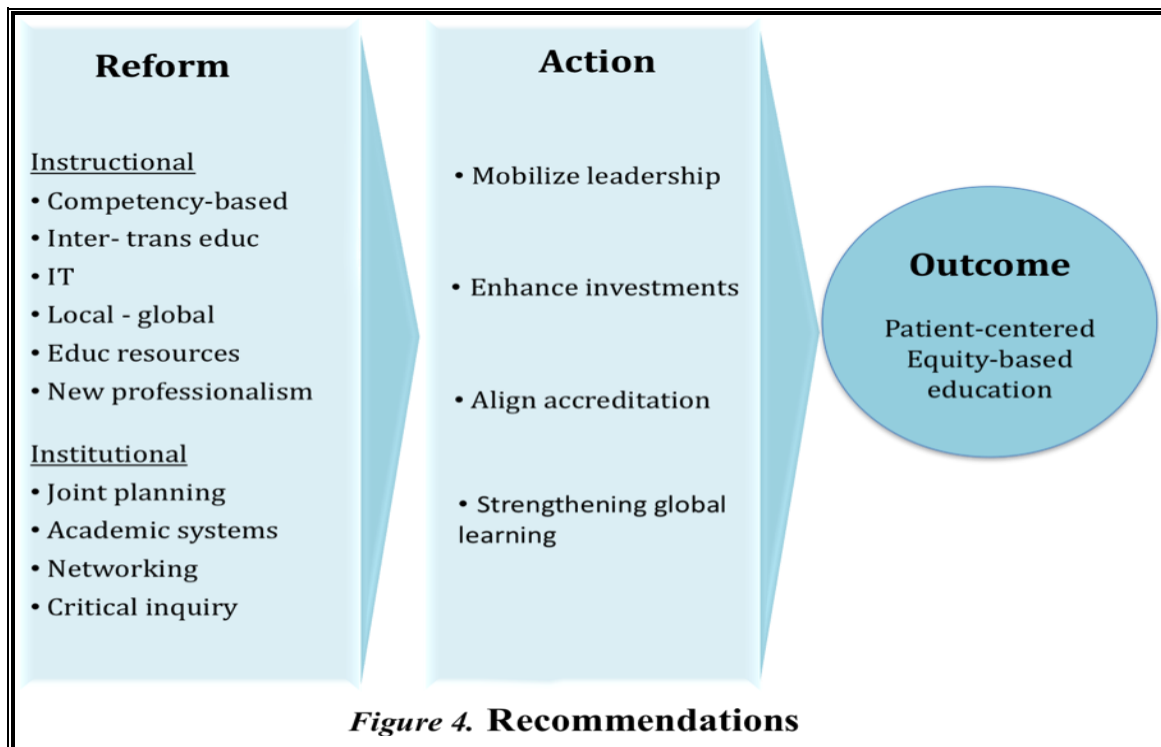 Reform
Instructional
• Competency-based
• Inter- trans educ
• IT
• Local - global
• Educ resources
• New professionalism
Institutional
• Joint planning
• Academic systems
• Networking
• Critical inquiry
Action
• Mobilize leadership
• Enhance investments
• Align accreditation
• Strengthening global
learning
Outcome
Patient-centered
Equity-based
education
Figure 4. Recommendations